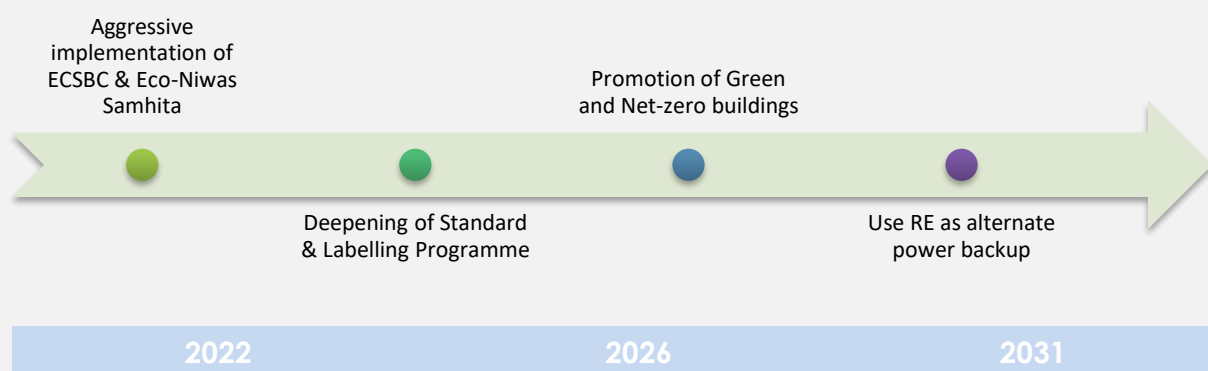 Aggressive
implementation of
ECSBC & Eco-Niwas
Samhita
Promotion of Green
and Net-zero buildings
Deepening of Standard
& Labelling Programme
Use RE as alternate
power backup
2022
2026
2031